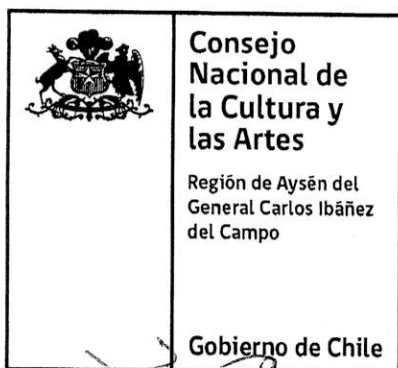 Consejo
Nacional de
la Cultura y
las Artes
Región de Aysén del
General Carlos Ibáñez
del Campo
Gobierno de Chile